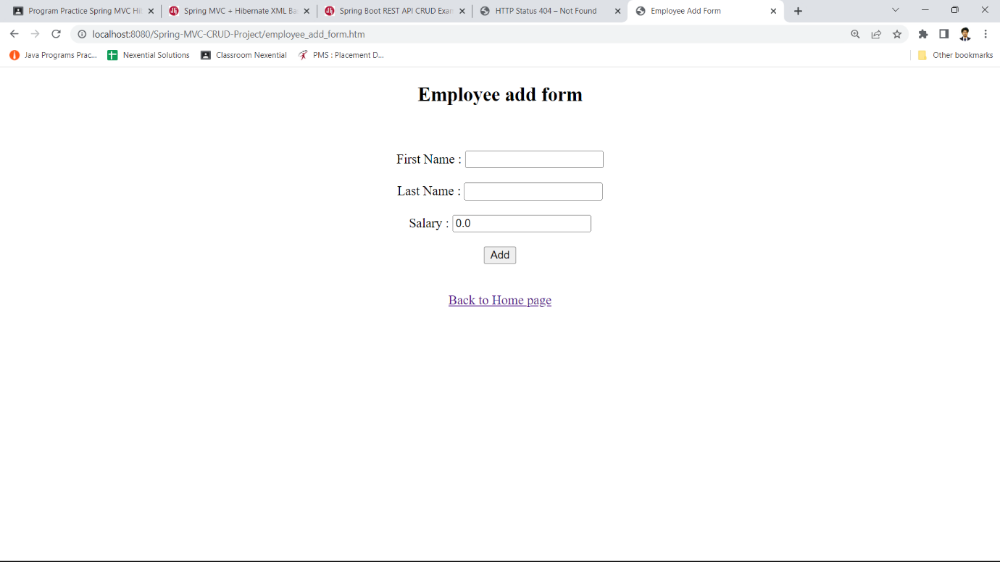 Program Practice Spring MVC Hi
Spring MVC + Hibernate XML Ba
Spring Boot REST API CRUD Exam
HTTP Status 404 – Not Found
Employee Add Form
localhost:8080/Spring-MVC-CRUD-Project/employee_add_form.htm
Java Programs Prac...
Nexential Solutions
Classroom Nexential
PMS : Placement D...
Other bookmarks
Employee add form
First Name :
Last Name :
Salary : 0.0
Add
Back to Home page